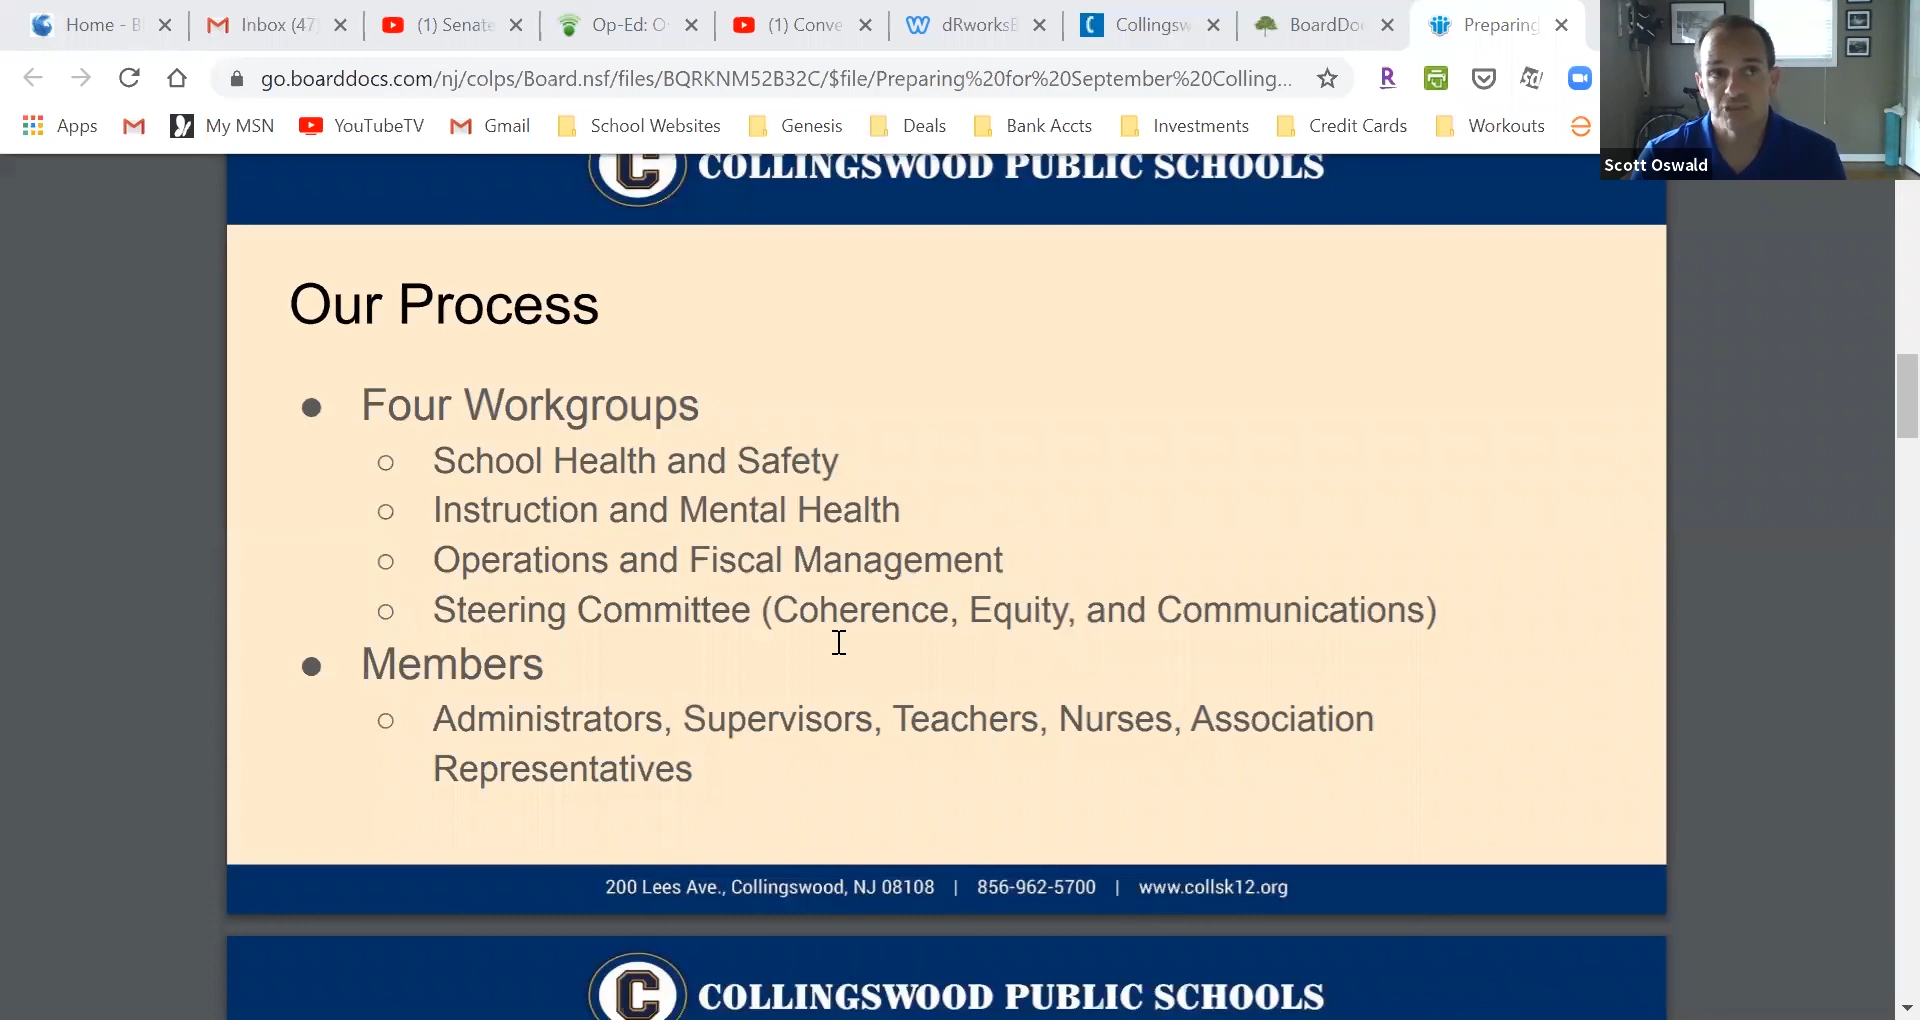 Home - B
Inbox (47)
(1) Senate
Op-Ed: O
(1) Conve
dRworksB
Collingsw
BoardDo
Preparing
go.boarddocs.com/nj/colps/Board.nsf/files/BQRKNM52B32C/$file/Preparing%20for%20September%20Colling...
Apps
My MSN
YouTubeTV
Gmail
School Websites
Genesis
Deals
Bank Accts
Investments
Credit Cards
Workouts
Scott Oswald
C COLLINGSWOOD PUBLIC SCHOOLS
Our Process
● Four Workgroups
○ School Health and Safety
○ Instruction and Mental Health
○ Operations and Fiscal Management
○ Steering Committee (Coherence, Equity, and Communications)
● Members
○ Administrators, Supervisors, Teachers, Nurses, Association
Representatives
200 Lees Ave., Collingswood, NJ 08108 | 856-962-5700 | www.collsk12.org
C COLLINGSWOOD PUBLIC SCHOOLS